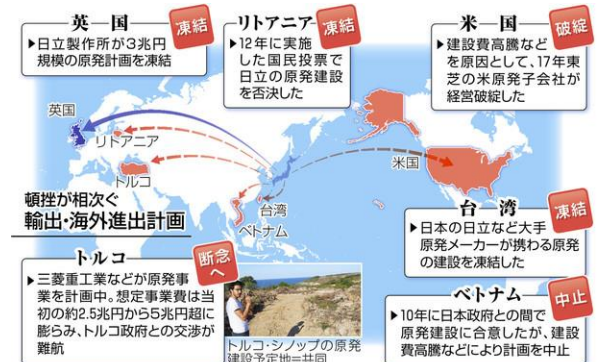 英国
凍結
▶日立製作所が3兆円
規模の原発計画を凍結
リトアニア
凍結
▶12年に実施
した国民投票で
日立の原発建設
を否決した
米国
破綻
▶建設費高騰など
を原因として、17年東
芝の米原発子会社が
経営破綻した
英国
リトアニア
トルコ
台湾
ベトナム
米国
頓挫が相次ぐ
輸出・海外進出計画
台湾
凍結
▶日本の日立など大手
原発メーカーが携わる原発
の建設を凍結した
トルコ
断念
へ
▶三菱重工業などが原発事
業を計画中。想定事業費は当
初の約2.5兆円から5兆円超に
膨らみ、トルコ政府との交渉が
難航
トルコ・シノップの原発
建設予定地=共同
ベトナム
中止
▶10年に日本政府との間で
原発建設に合意したが、建設
費高騰などにより計画を中止